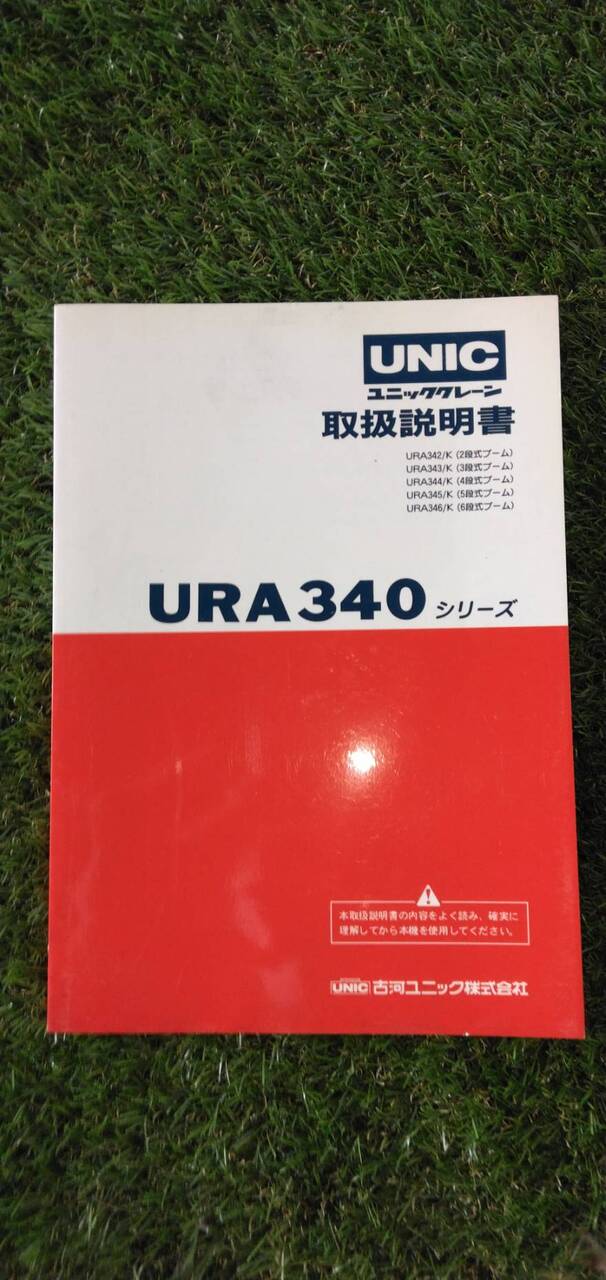 UNIC
ユニッククレーン
取扱説明書
URA342/K (2段式ブーム)
URA343/K (3段式ブーム)
URA344/K (4段式ブーム)
URA345/K (5段式ブーム)
URA346/K (6段式ブーム)
URA340 シリーズ
本取扱説明書の内容をよく読み、確実に
理解してから本機を使用してください。
UNIC 古河ユニック株式会社